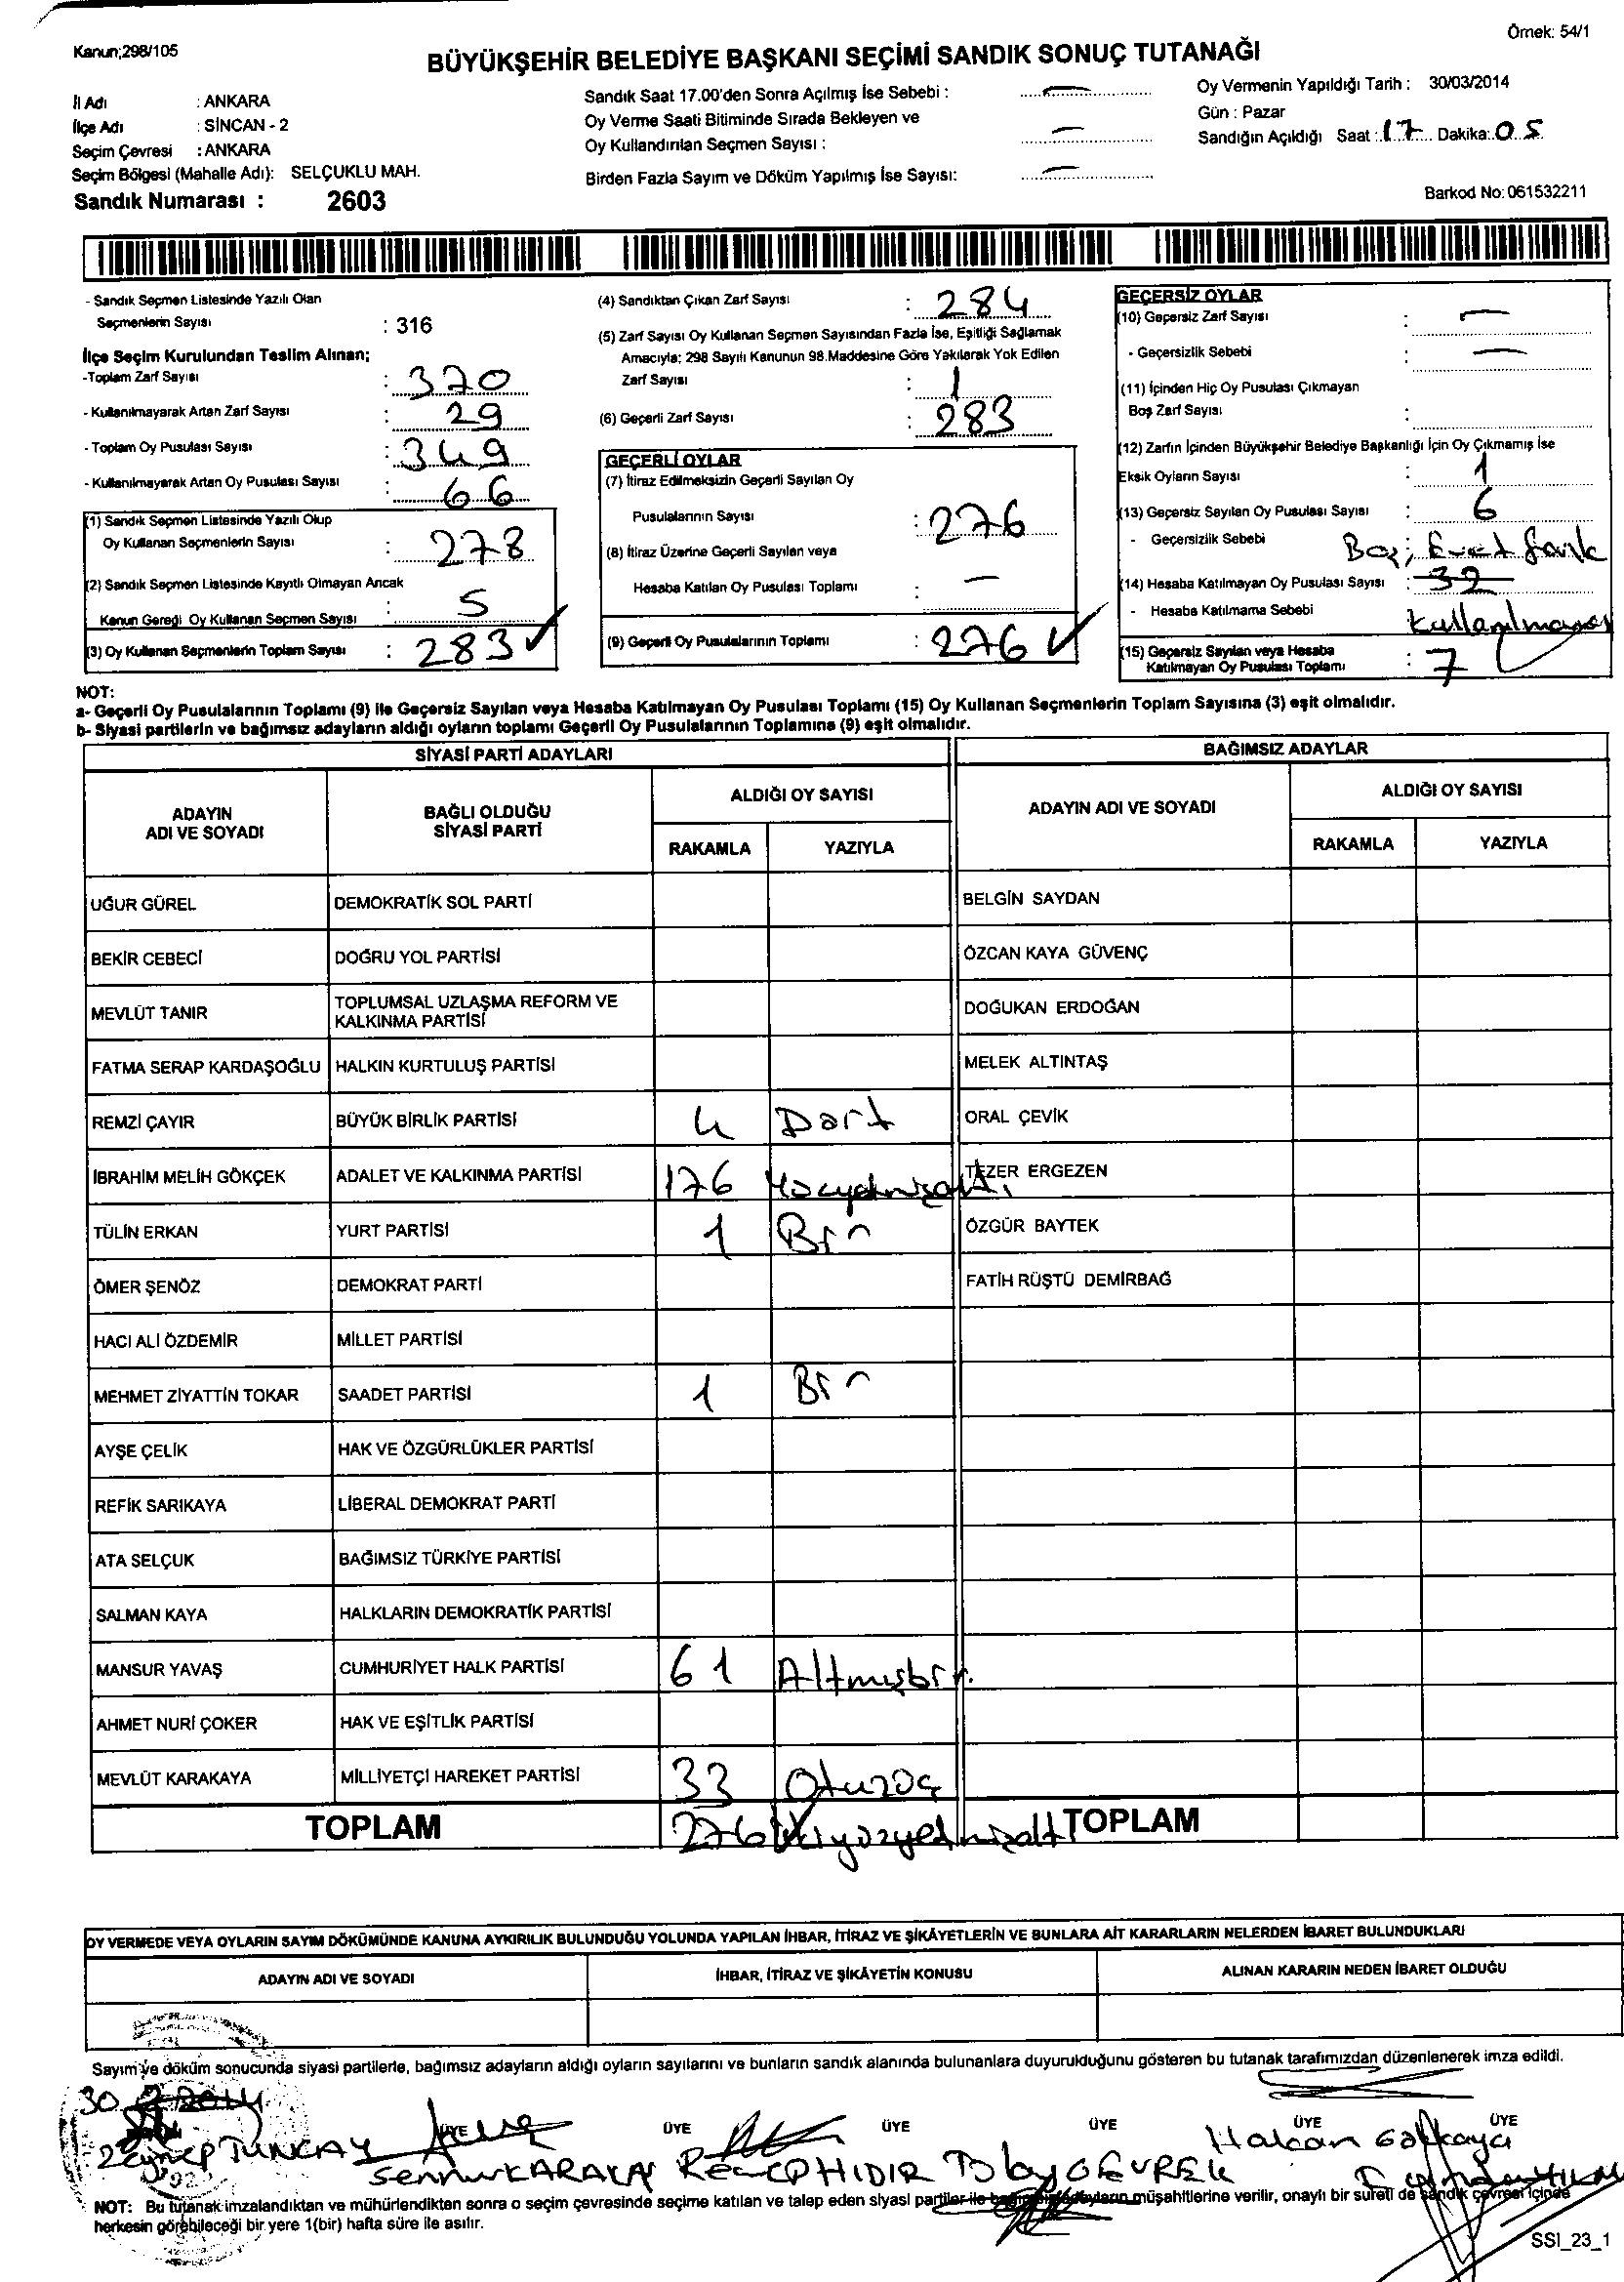 Kanun;298/105
Örnek: 54/1
BÜYÜKŞEHİR BELEDİYE BAŞKANI SEÇİMİ SANDIK SONUÇ TUTANAĞI
İl Adı : ANKARA
İlçe Adı : SİNCAN - 2
Seçim Çevresi : ANKARA
Seçim Bölgesi (Mahalle Adı): SELÇUKLU MAH.
Sandık Numarası : 2603
Sandık Saat 17.00'den Sonra Açılmış İse Sebebi : —
Oy Verme Saati Bitiminde Sırada Bekleyen ve
Oy Kullandırılan Seçmen Sayısı : —
Birden Fazla Sayım ve Döküm Yapılmış İse Sayısı: —
Oy Vermenin Yapıldığı Tarih : 30/03/2014
Gün : Pazar
Sandığın Açıldığı Saat : 17 Dakika: 05
Barkod No: 061532211
- Sandık Seçmen Listesinde Yazılı Olan
Seçmenlerin Sayısı : 316
İlçe Seçim Kurulundan Teslim Alınan;
-Toplam Zarf Sayısı : 370
- Kullanılmayarak Artan Zarf Sayısı : 29
- Toplam Oy Pusulası Sayısı : 349
- Kullanılmayarak Artan Oy Pusulası Sayısı : 66
(1) Sandık Seçmen Listesinde Yazılı Olup
Oy Kullanan Seçmenlerin Sayısı : 278
(2) Sandık Seçmen Listesinde Kayıtlı Olmayan Ancak
Kanun Gereği Oy Kullanan Seçmen Sayısı : 5
(3) Oy Kullanan Seçmenlerin Toplam Sayısı : 283 ✓
(4) Sandıktan Çıkan Zarf Sayısı : 284
(5) Zarf Sayısı Oy Kullanan Seçmen Sayısından Fazla İse, Eşitliği Sağlamak
Amacıyla; 298 Sayılı Kanunun 98.Maddesine Göre Yakılarak Yok Edilen
Zarf Sayısı : 1
(6) Geçerli Zarf Sayısı : 283
GEÇERLİ OYLAR
(7) İtiraz Edilmeksizin Geçerli Sayılan Oy
Pusulalarının Sayısı : 276
(8) İtiraz Üzerine Geçerli Sayılan veya
Hesaba Katılan Oy Pusulası Toplamı : —
(9) Geçerli Oy Pusulalarının Toplamı : 276 ✓
GEÇERSİZ OYLAR
(10) Geçersiz Zarf Sayısı : —
- Geçersizlik Sebebi : —
(11) İçinden Hiç Oy Pusulası Çıkmayan
Boş Zarf Sayısı :
(12) Zarfın İçinden Büyükşehir Belediye Başkanlığı İçin Oy Çıkmamış İse
Eksik Oyların Sayısı : 1
(13) Geçersiz Sayılan Oy Pusulası Sayısı : 6
- Geçersizlik Sebebi Boş, Evet
(14) Hesaba Katılmayan Oy Pusulası Sayısı : 32
- Hesaba Katılmama Sebebi
(15) Geçersiz Sayılan veya Hesaba
Katılmayan Oy Pusulası Toplamı : 7
NOT:
a- Geçerli Oy Pusulalarının Toplamı (9) ile Geçersiz Sayılan veya Hesaba Katılmayan Oy Pusulası Toplamı (15) Oy Kullanan Seçmenlerin Toplam Sayısına (3) eşit olmalıdır.
b- Siyasi partilerin ve bağımsız adayların aldığı oyların toplamı Geçerli Oy Pusulalarının Toplamına (9) eşit olmalıdır.
SİYASİ PARTİ ADAYLARI
ADAYIN ADI VE SOYADI BAĞLI OLDUĞU SİYASİ PARTİ ALDIĞI OY SAYISI
RAKAMLA YAZIYLA
UĞUR GÜREL DEMOKRATİK SOL PARTİ
BEKİR CEBECİ DOĞRU YOL PARTİSİ
MEVLÜT TANIR TOPLUMSAL UZLAŞMA REFORM VE KALKINMA PARTİSİ
FATMA SERAP KARDAŞOĞLU HALKIN KURTULUŞ PARTİSİ
REMZİ ÇAYIR BÜYÜK BİRLİK PARTİSİ 4 Dört
İBRAHİM MELİH GÖKÇEK ADALET VE KALKINMA PARTİSİ 176 Yüzyetmişaltı
TÜLİN ERKAN YURT PARTİSİ 1 Bir
ÖMER ŞENÖZ DEMOKRAT PARTİ
HACI ALİ ÖZDEMİR MİLLET PARTİSİ
MEHMET ZİYATTİN TOKAR SAADET PARTİSİ 1 Bir
AYŞE ÇELİK HAK VE ÖZGÜRLÜKLER PARTİSİ
REFİK SARIKAYA LİBERAL DEMOKRAT PARTİ
ATA SELÇUK BAĞIMSIZ TÜRKİYE PARTİSİ
SALMAN KAYA HALKLARIN DEMOKRATİK PARTİSİ
MANSUR YAVAŞ CUMHURİYET HALK PARTİSİ 61 Altmışbir.
AHMET NURİ ÇOKER HAK VE EŞİTLİK PARTİSİ
MEVLÜT KARAKAYA MİLLİYETÇİ HAREKET PARTİSİ 33 Otuzüç
TOPLAM 276 ikiyüzyetmişaltı
BAĞIMSIZ ADAYLAR
ADAYIN ADI VE SOYADI ALDIĞI OY SAYISI
RAKAMLA YAZIYLA
BELGİN SAYDAN
ÖZCAN KAYA GÜVENÇ
DOĞUKAN ERDOĞAN
MELEK ALTINTAŞ
ORAL ÇEVİK
TEZER ERGEZEN
ÖZGÜR BAYTEK
FATİH RÜŞTÜ DEMİRBAĞ
TOPLAM
OY VERMEDE VEYA OYLARIN SAYIM DÖKÜMÜNDE KANUNA AYKIRILIK BULUNDUĞU YOLUNDA YAPILAN İHBAR, İTİRAZ VE ŞİKÂYETLERİN VE BUNLARA AİT KARARLARIN NELERDEN İBARET BULUNDUKLARI
ADAYIN ADI VE SOYADI İHBAR, İTİRAZ VE ŞİKÂYETİN KONUSU ALINAN KARARIN NEDEN İBARET OLDUĞU
Sayım ve döküm sonucunda siyasi partilerle, bağımsız adayların aldığı oyların sayılarını ve bunların sandık alanında bulunanlara duyurulduğunu gösteren bu tutanak tarafımızdan düzenlenerek imza edildi.
ÜYE ÜYE ÜYE ÜYE ÜYE ÜYE
Zeynep TUNCAY Sennur KARAKAŞ Recep HIDIR Tolay GEVREK Hakan
NOT: Bu tutanak imzalandıktan ve mühürlendikten sonra o seçim çevresinde seçime katılan ve talep eden siyasi partiler ile bağımsız adayların müşahitlerine verilir, onaylı bir sureti de sandık çevresi içinde
herkesin görebileceği bir yere 1(bir) hafta süre ile asılır.
SSI_23_1